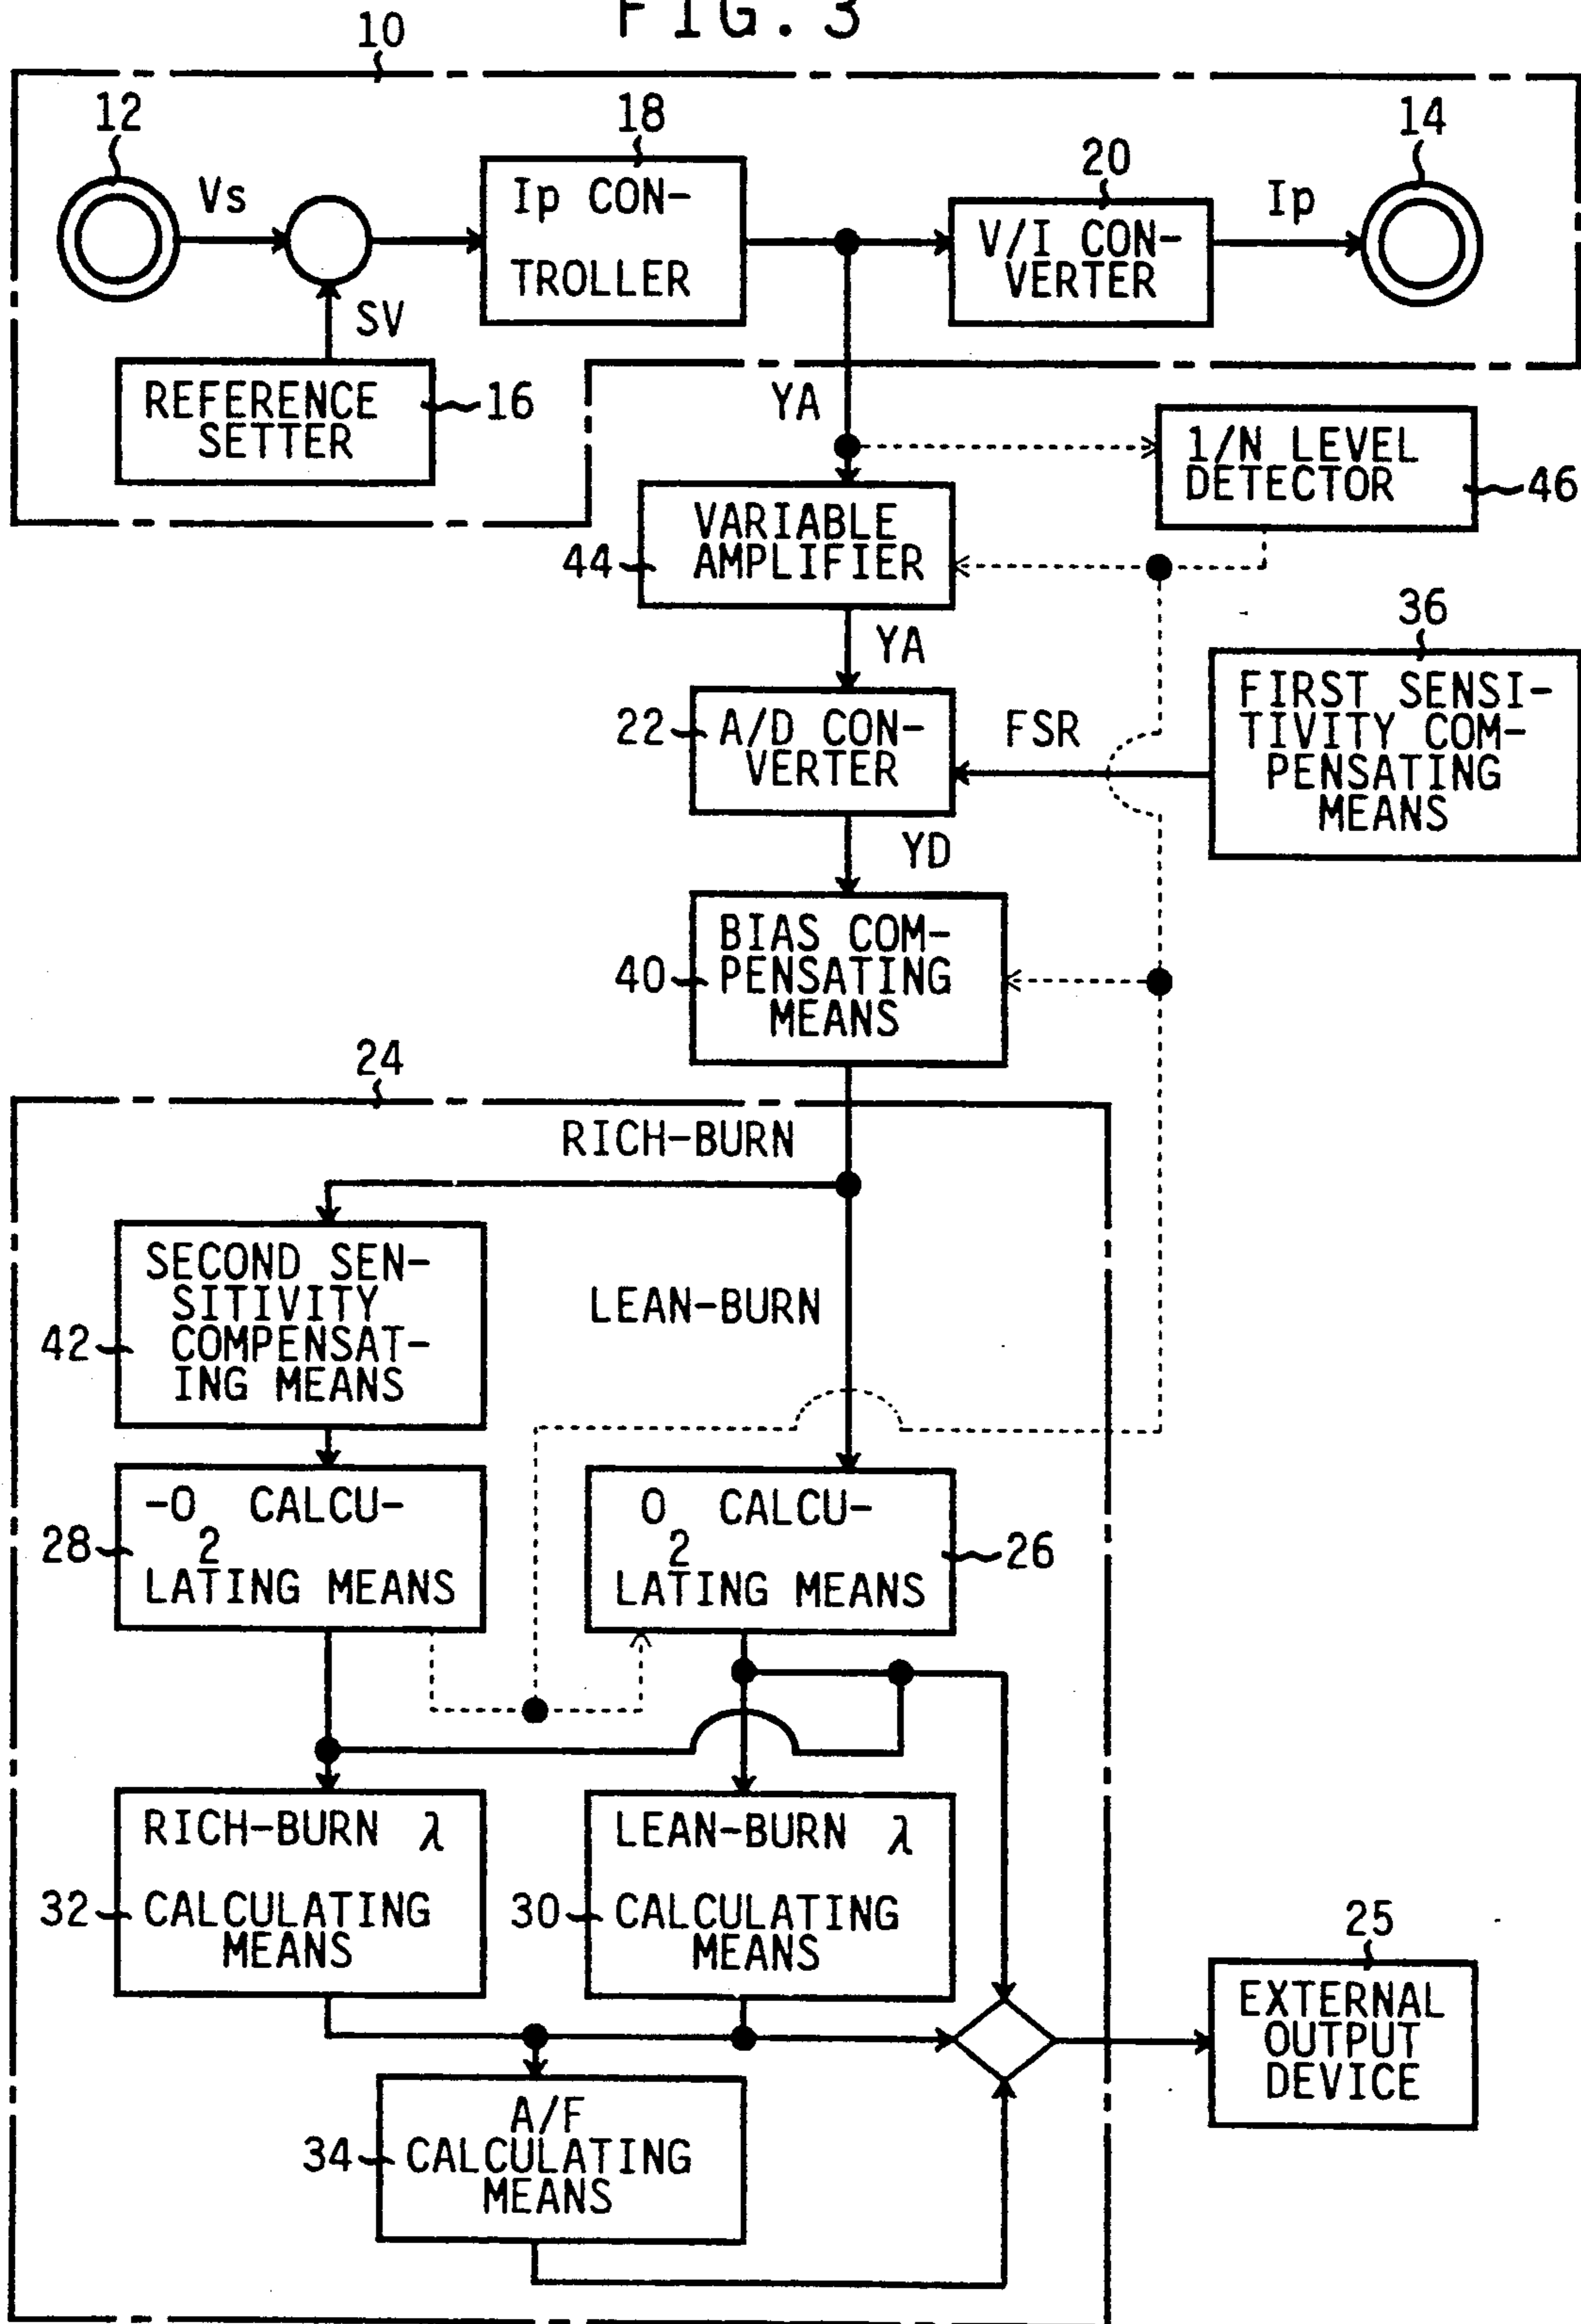 FIG. 3
10
12
18
14
20
Vs
Ip CON-
TROLLER
V/I CON-
VERTER
Ip
SV
REFERENCE
SETTER
16
YA
1/N LEVEL
DETECTOR
46
VARIABLE
AMPLIFIER
44
36
YA
FIRST SENSI-
TIVITY COM-
PENSATING
MEANS
22
A/D CON-
VERTER
FSR
YD
BIAS COM-
PENSATING
MEANS
40
24
RICH-BURN
SECOND SEN-
SITIVITY
COMPENSAT-
ING MEANS
42
LEAN-BURN
-O2 CALCU-
LATING MEANS
28
O2 CALCU-
LATING MEANS
26
RICH-BURN λ
CALCULATING
MEANS
32
LEAN-BURN λ
CALCULATING
MEANS
30
25
EXTERNAL
OUTPUT
DEVICE
A/F
CALCULATING
MEANS
34